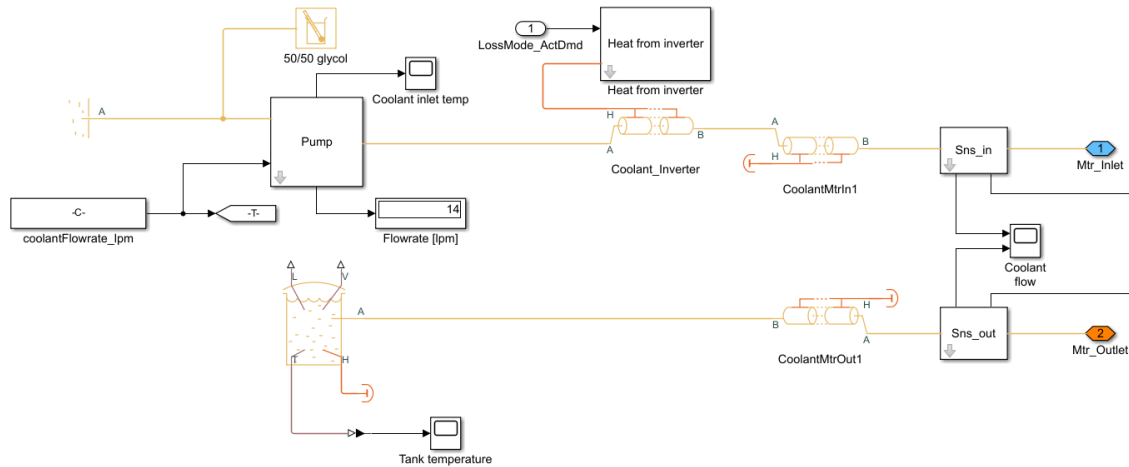 1
LossMode_ActDmd
Heat from inverter
Heat from inverter
50/50 glycol
Coolant inlet temp
A
Pump
H
A
B
Coolant_Inverter
A
H
B
CoolantMtrIn1
Sns_in
1
Mtr_Inlet
-C-
coolantFlowrate_lpm
-T-
14
Flowrate [lpm]
Coolant
flow
L
V
A
T
H
B
H
A
CoolantMtrOut1
Sns_out
2
Mtr_Outlet
Tank temperature